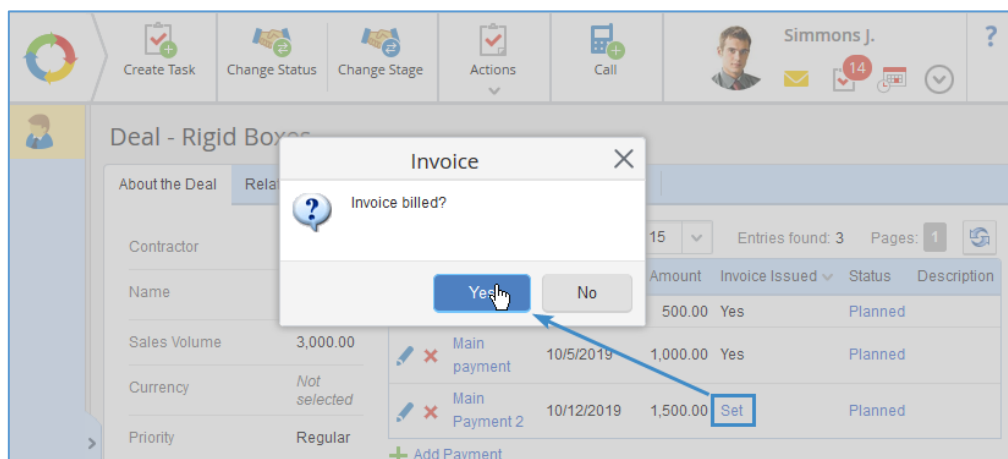 Simmons J.
?
Create Task
Change Status
Change Stage
Actions
Call
14
Deal - Rigid Boxes
Invoice
About the Deal
Rela
Invoice billed?
Contractor
15
Entries found: 3
Pages: 1
Yes
No
Amount
Invoice Issued
Status
Description
Name
500.00
Yes
Planned
Sales Volume
3,000.00
Main
payment
10/5/2019
1,000.00
Yes
Planned
Currency
Not
selected
Main
Payment 2
10/12/2019
1,500.00
Set
Planned
Priority
Regular
Add Payment